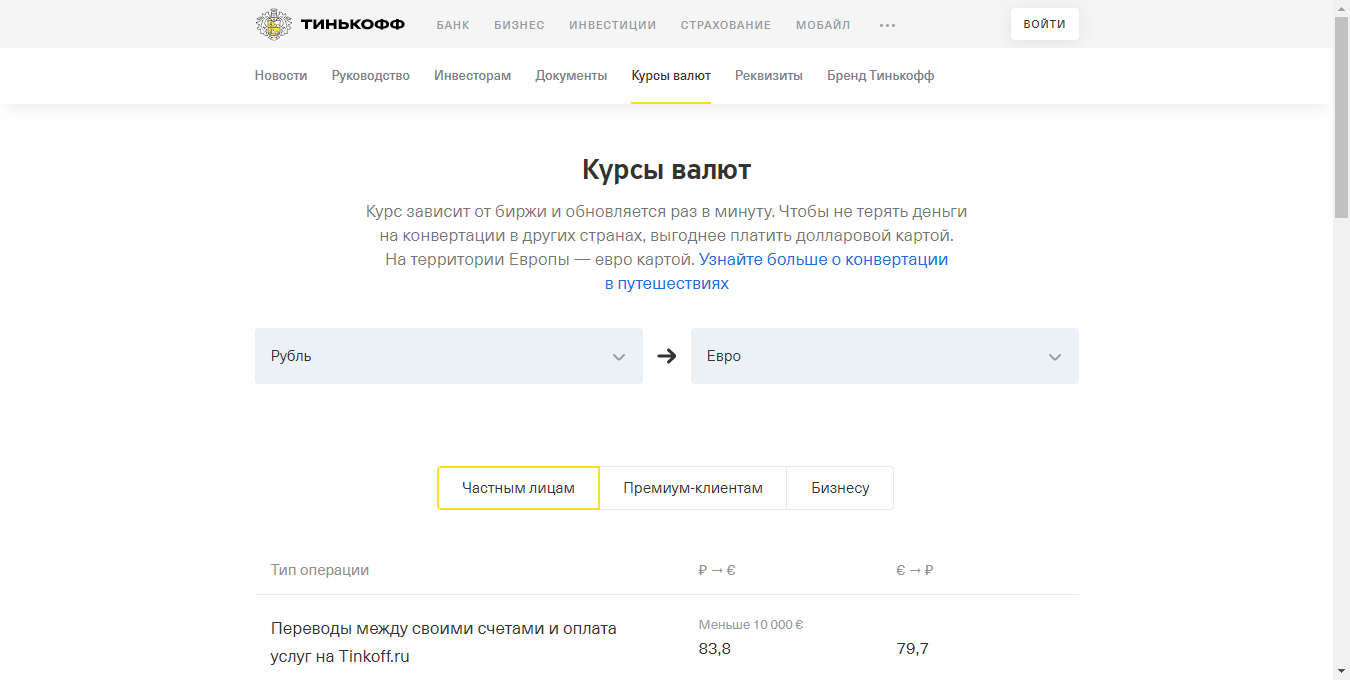 ТИНЬКОФФ БАНК БИЗНЕС ИНВЕСТИЦИИ СТРАХОВАНИЕ МОБАЙЛ ••• ВОЙТИ
Новости Руководство Инвесторам Документы Курсы валют Реквизиты Бренд Тинькофф
Курсы валют
Курс зависит от биржи и обновляется раз в минуту. Чтобы не терять деньги
на конвертации в других странах, выгоднее платить долларовой картой.
На территории Европы — евро картой. Узнайте больше о конвертации
в путешествиях
Рубль → Евро
Частным лицам Премиум-клиентам Бизнесу
Тип операции ₽ → € € → ₽
Меньше 10 000 €
Переводы между своими счетами и оплата
83,8 79,7
услуг на Tinkoff.ru